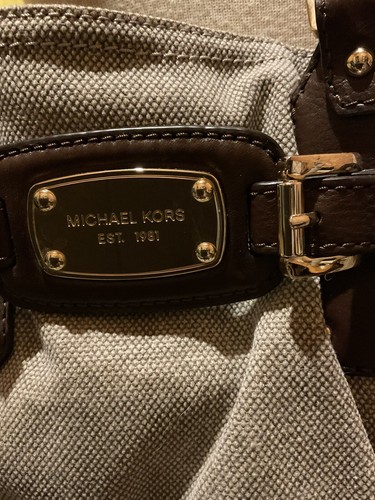 MICHAEL KORS
EST. 1981